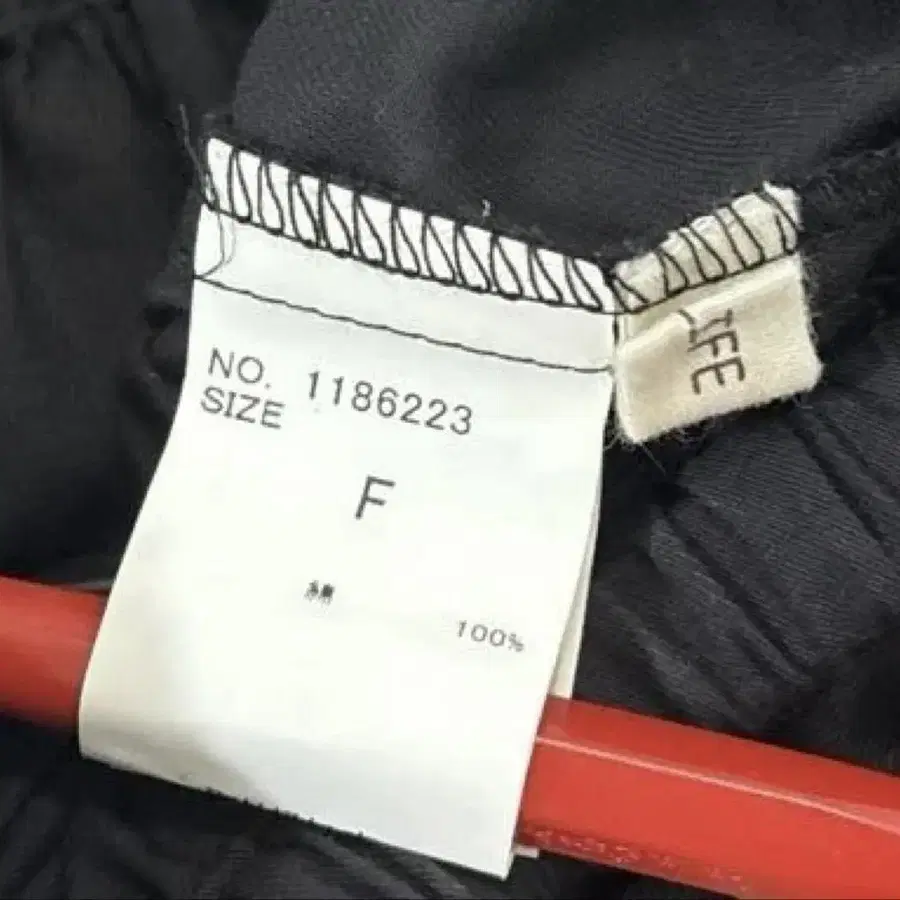 NO. 1186223
SIZE
F
綿 100%
IFE